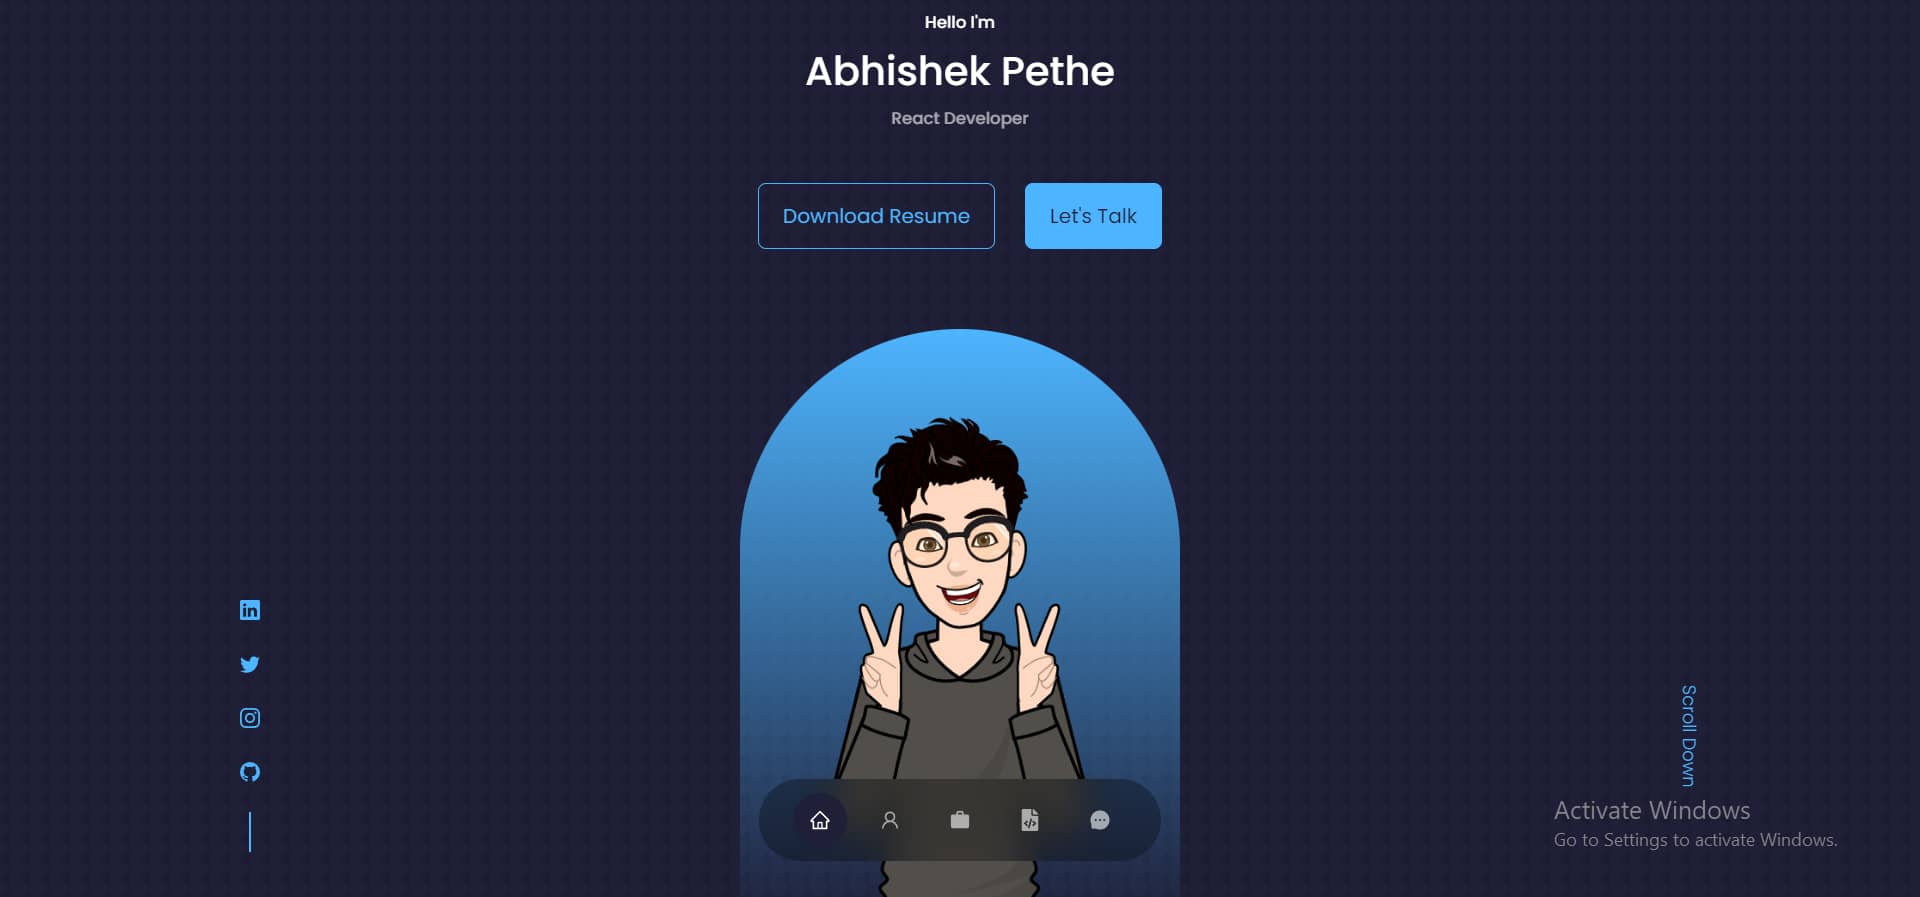 Hello I'm
Abhishek Pethe
React Developer
Download Resume
Let's Talk
Scroll Down
Activate Windows
Go to Settings to activate Windows.